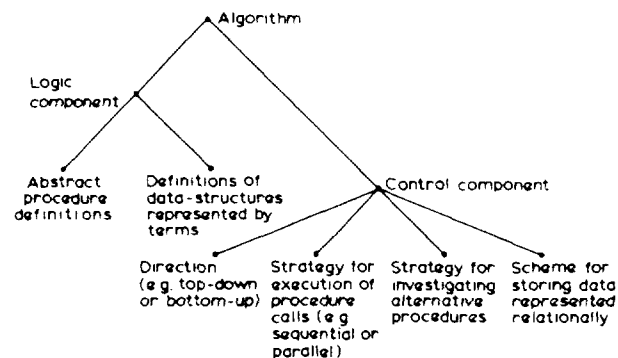 Algorithm
Logic
component
Abstract
procedure
definitions
Definitions of
data-structures
represented by
terms
Control component
Direction
(e g. top-down
or bottom-up)
Strategy for
execution of
procedure
calls (e g
sequential or
parallel)
Strategy for
investigating
alternative
procedures
Scheme for
storing data
represented
relationally